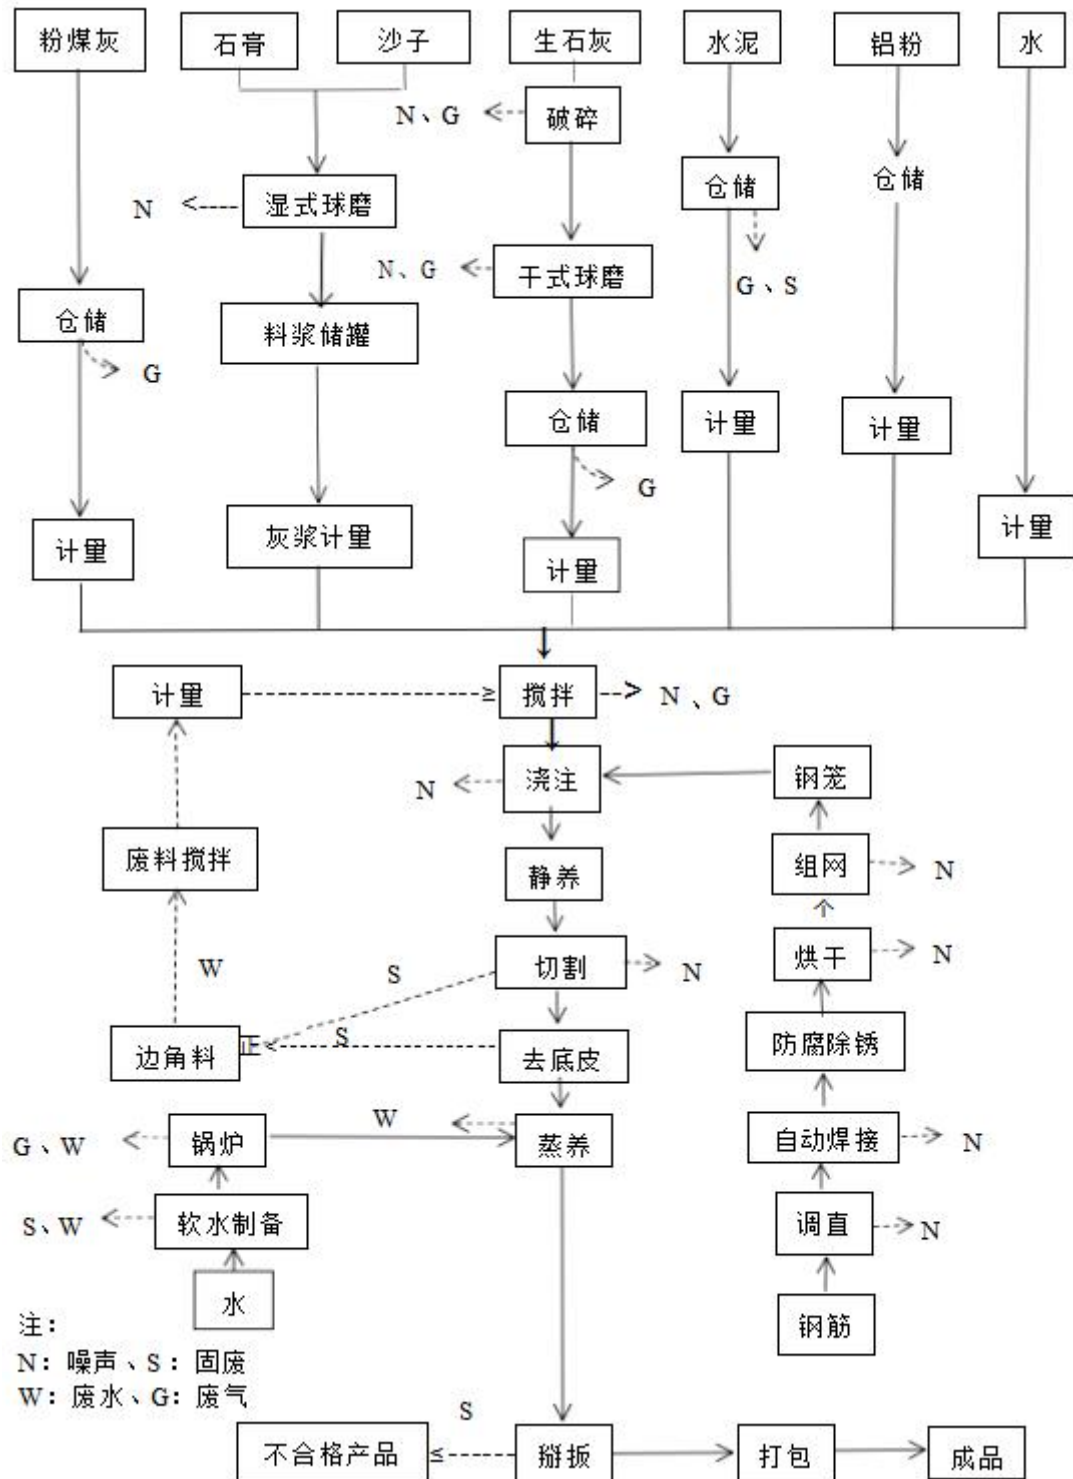 粉煤灰
石膏
沙子
生石灰
水泥
铝粉
水
N、G
破碎
仓储
仓储
N
湿式球磨
N、G
干式球磨
G、S
仓储
料浆储罐
G
仓储
计量
计量
G
计量
灰浆计量
计量
计量
计量
搅拌
N、G
N
浇注
钢笼
废料搅拌
静养
组网
N
W
S
切割
N
烘干
N
边角料
S
去底皮
防腐除锈
G、W
锅炉
W
蒸养
自动焊接
N
S、W
软水制备
调直
N
水
钢筋
注：
N：噪声、S：固废
W：废水、G：废气
S
不合格产品
掰扳
打包
成品